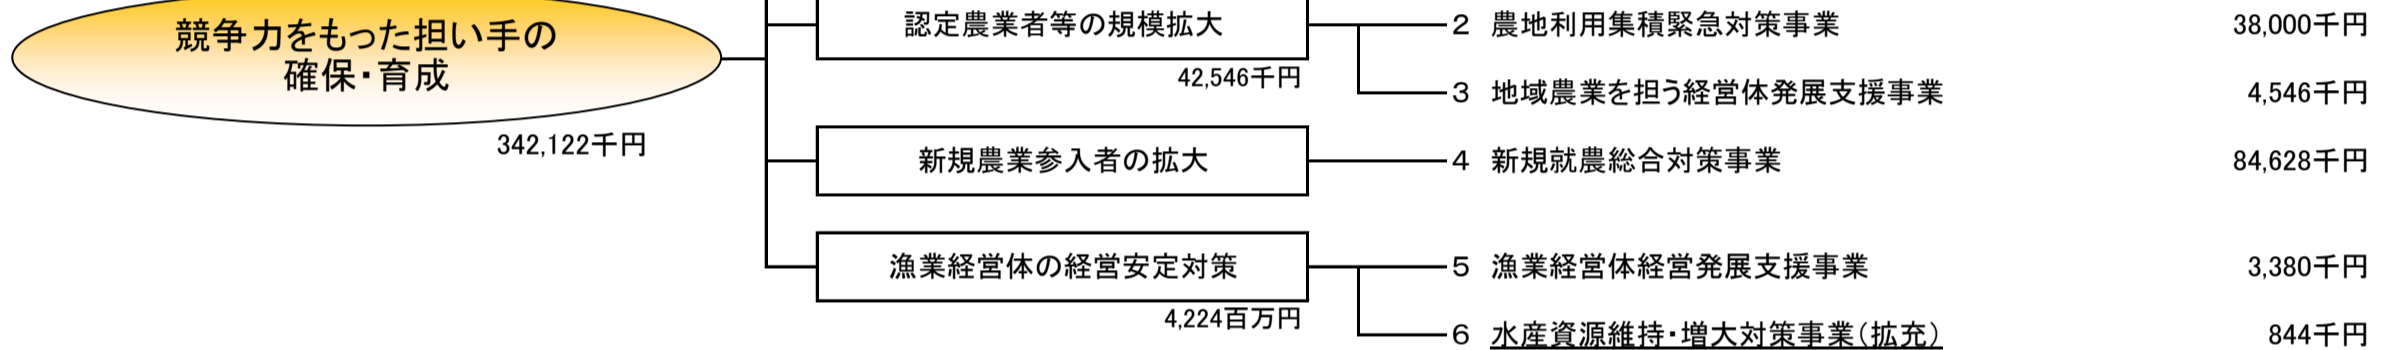 競争力をもった担い手の
確保・育成
342,122千円
認定農業者等の規模拡大
42,546千円
2 農地利用集積緊急対策事業 38,000千円
3 地域農業を担う経営体発展支援事業 4,546千円
新規農業参入者の拡大
4 新規就農総合対策事業 84,628千円
漁業経営体の経営安定対策
4,224百万円
5 漁業経営体経営発展支援事業 3,380千円
6 水産資源維持・増大対策事業（拡充） 844千円